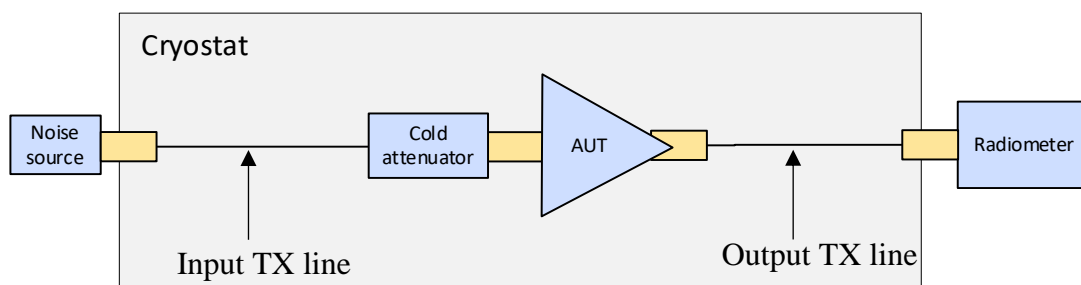 Cryostat
Noise
source
Cold
attenuator
AUT
Radiometer
Input TX line
Output TX line